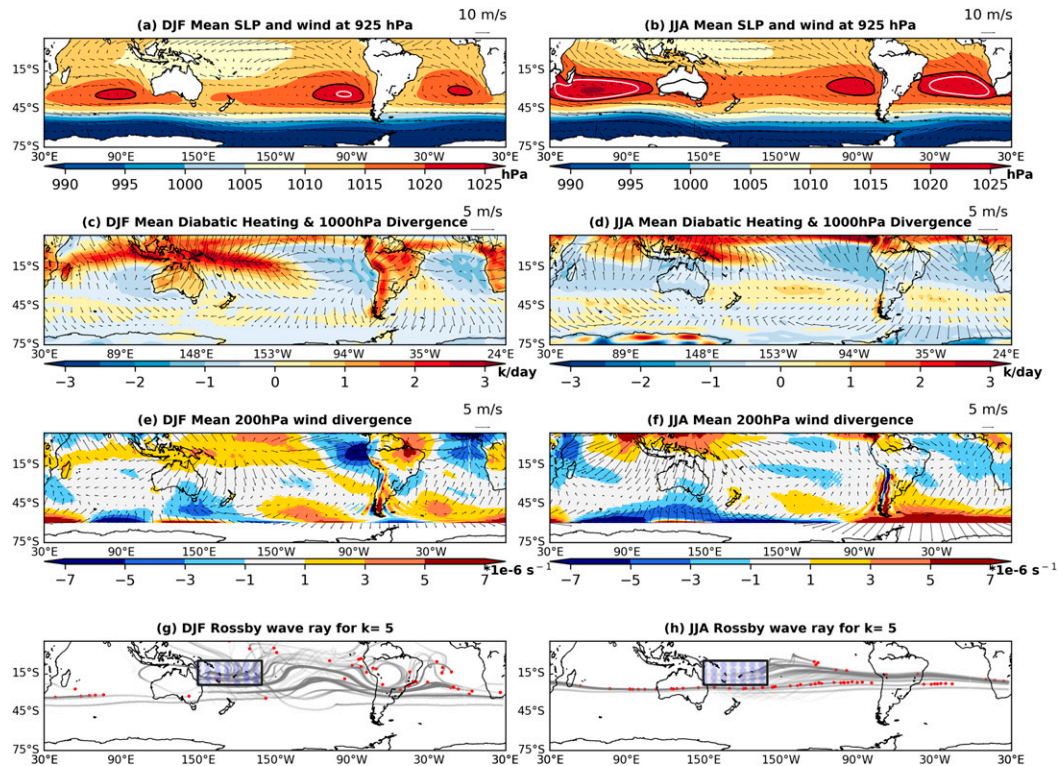 10 m/s
10 m/s
(a) DJF Mean SLP and wind at 925 hPa
(b) JJA Mean SLP and wind at 925 hPa
15°S
45°S
75°S
30°E 90°E 150°E 150°W 90°W 30°W 30°E
990 995 1000 1005 1010 1015 1020 1025
hPa
15°S
45°S
75°S
30°E 90°E 150°E 150°W 90°W 30°W 30°E
990 995 1000 1005 1010 1015 1020 1025
hPa
5 m/s
5 m/s
(c) DJF Mean Diabatic Heating & 1000hPa Divergence
(d) JJA Mean Diabatic Heating & 1000hPa Divergence
15°S
45°S
75°S
30°E 89°E 148°E 153°W 94°W 35°W 24°E
k/day
−3 −2 −1 0 1 2 3
15°S
45°S
75°S
30°E 89°E 148°E 153°W 94°W 35°W 24°E
k/day
−3 −2 −1 0 1 2 3
5 m/s
5 m/s
(e) DJF Mean 200hPa wind divergence
(f) JJA Mean 200hPa wind divergence
15°S
45°S
75°S
30°E 90°E 150°E 90°W 30°W
*1e-6 s−1
−7 −5 −3 −1 1 3 5 7
15°S
45°S
75°S
30°E 90°E 150°E 90°W 30°W
*1e-6 s−1
−7 −5 −3 −1 1 3 5 7
(g) DJF Rossby wave ray for k= 5
(h) JJA Rossby wave ray for k= 5
15°S
45°S
75°S
30°E 90°E 150°E 150°W 90°W 30°W 30°E
15°S
45°S
75°S
30°E 90°E 150°E 150°W 90°W 30°W 30°E